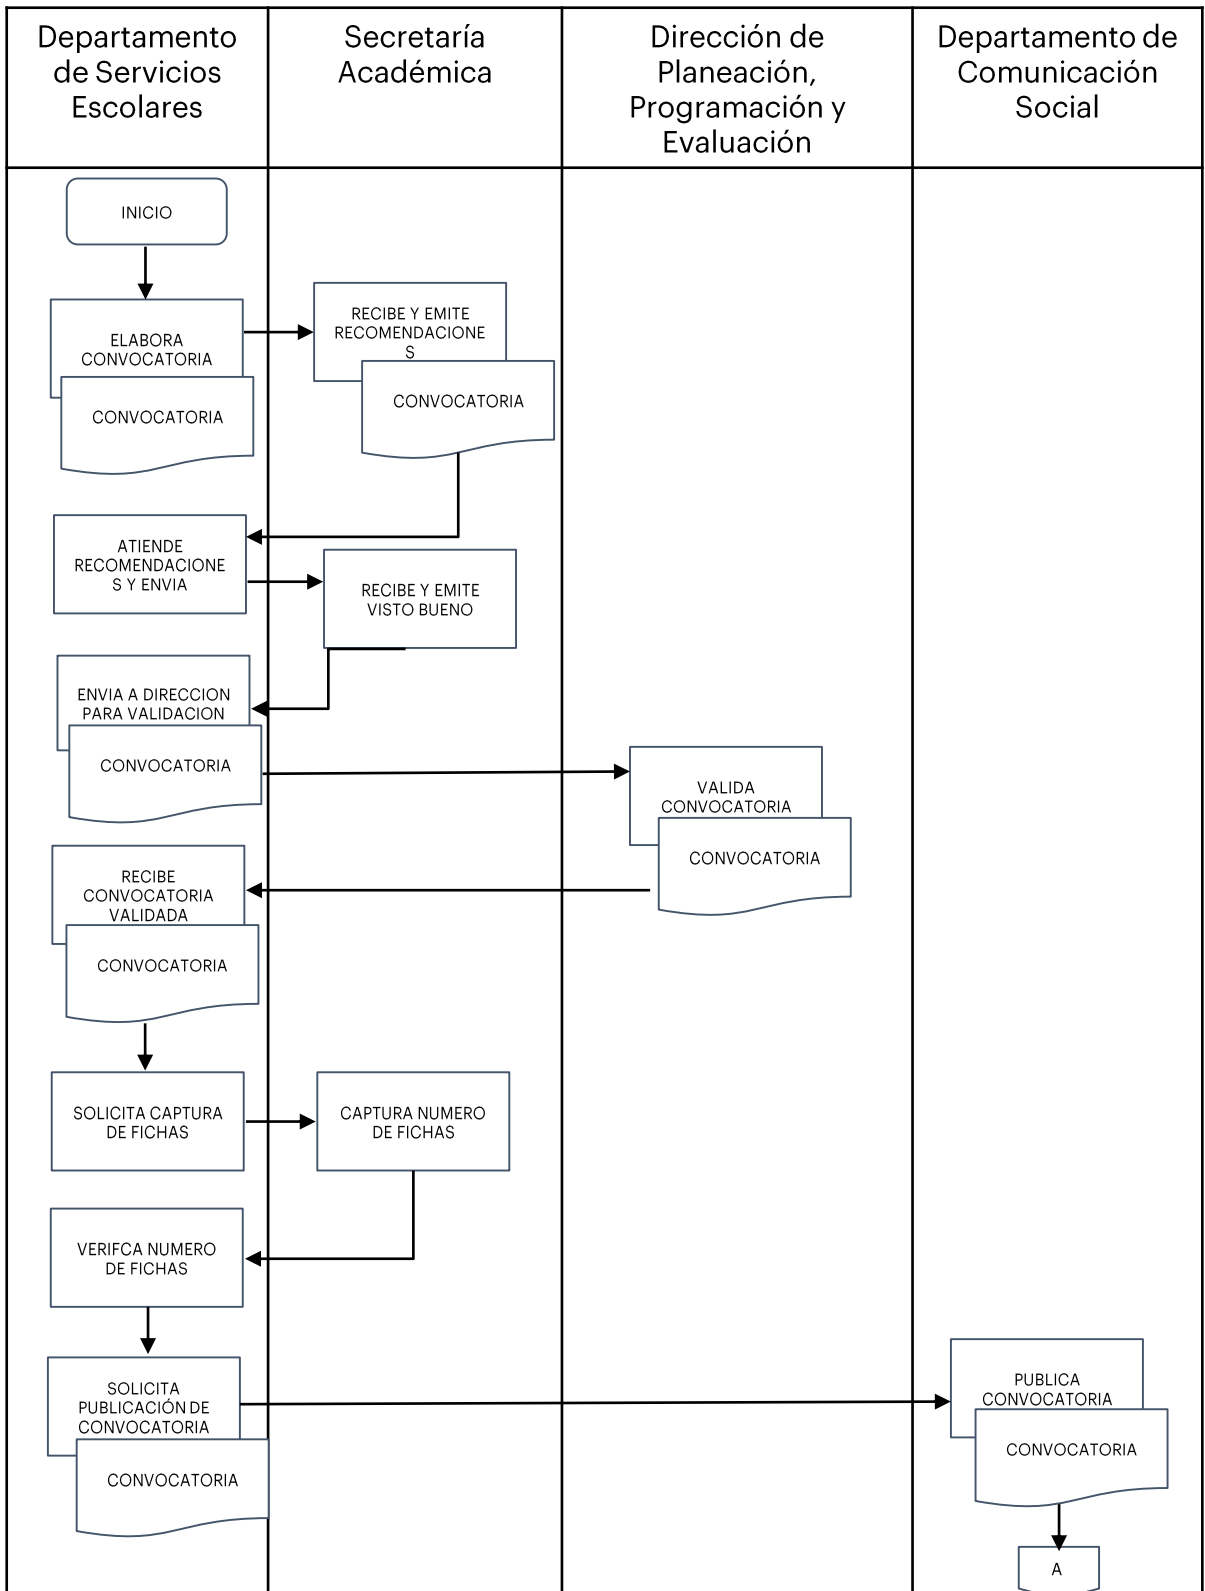 Departamento
de Servicios
Escolares
Secretaría
Académica
Dirección de
Planeación,
Programación y
Evaluación
Departamento de
Comunicación
Social
INICIO
ELABORA
CONVOCATORIA
CONVOCATORIA
RECIBE Y EMITE
RECOMENDACIONE
S
CONVOCATORIA
ATIENDE
RECOMENDACIONE
S Y ENVIA
RECIBE Y EMITE
VISTO BUENO
ENVIA A DIRECCION
PARA VALIDACION
CONVOCATORIA
VALIDA
CONVOCATORIA
CONVOCATORIA
RECIBE
CONVOCATORIA
VALIDADA
CONVOCATORIA
SOLICITA CAPTURA
DE FICHAS
CAPTURA NUMERO
DE FICHAS
VERIFCA NUMERO
DE FICHAS
SOLICITA
PUBLICACIÓN DE
CONVOCATORIA
CONVOCATORIA
PUBLICA
CONVOCATORIA
CONVOCATORIA
A